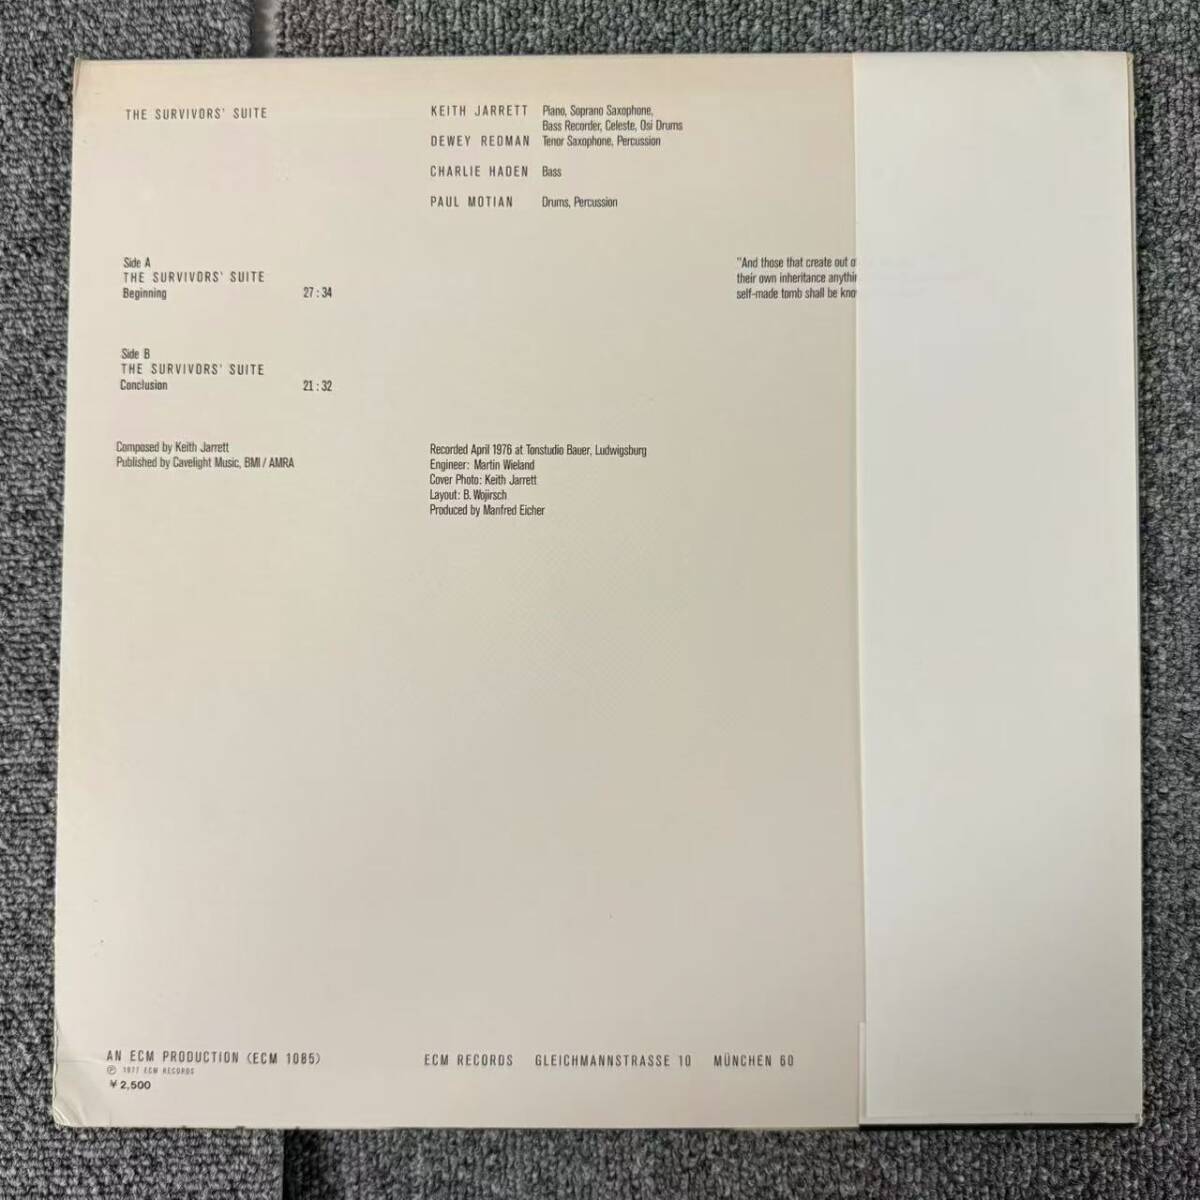 THE SURVIVORS' SUITE
KEITH JARRETT Piano, Soprano Saxophone,
Bass Recorder, Celeste, Osi Drums
DEWEY REDMAN Tenor Saxophone, Percussion
CHARLIE HADEN Bass
PAUL MOTIAN Drums, Percussion
Side A
THE SURVIVORS' SUITE
Beginning 27:34
"And those that create out
their own inheritance
self-made tomb shall be
Side B
THE SURVIVORS' SUITE
Conclusion 21:32
Composed by Keith Jarrett
Published by Cavelight Music, BMI / AMRA
Recorded April 1976 at Tonstudio Bauer, Ludwigsburg
Engineer: Martin Wieland
Cover Photo: Keith Jarrett
Layout: B. Wojirsch
Produced by Manfred Eicher
AN ECM PRODUCTION (ECM 1085)
℗ 1977 ECM RECORDS
¥2,500
ECM RECORDS GLEICHMANNSTRASSE 10 MÜNCHEN 60